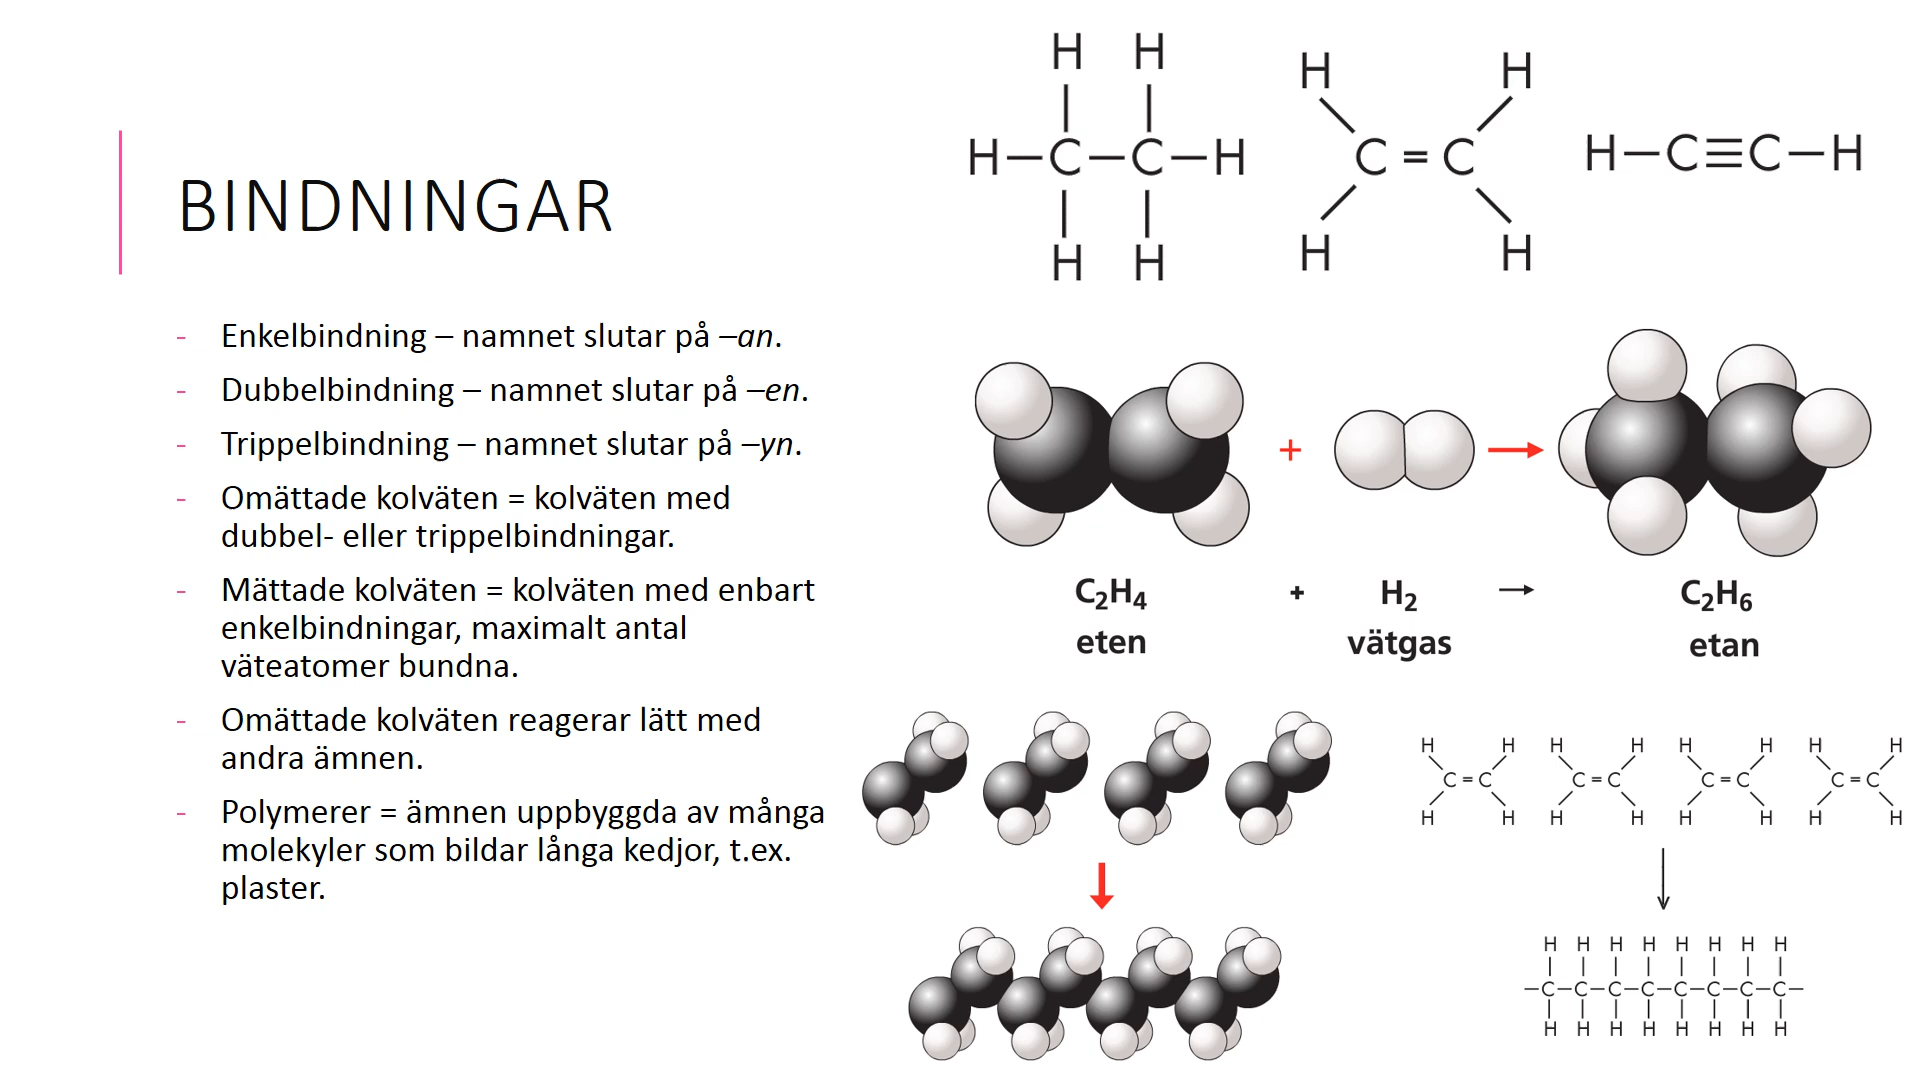 BINDNINGAR
- Enkelbindning – namnet slutar på –an.
- Dubbelbindning – namnet slutar på –en.
- Trippelbindning – namnet slutar på –yn.
- Omättade kolväten = kolväten med
dubbel- eller trippelbindningar.
- Mättade kolväten = kolväten med enbart
enkelbindningar, maximalt antal
väteatomer bundna.
- Omättade kolväten reagerar lätt med
andra ämnen.
- Polymerer = ämnen uppbyggda av många
molekyler som bildar långa kedjor, t.ex.
plaster.
H H
H—C—C—H
H H
H H
C = C
H H
H—C≡C—H
+ →
C₂H₄ + H₂ → C₂H₆
eten vätgas etan
H H H H H H H H
C=C C=C C=C C=C
H H H H H H H H
H H H H H H H H
—C—C—C—C—C—C—C—C—
H H H H H H H H